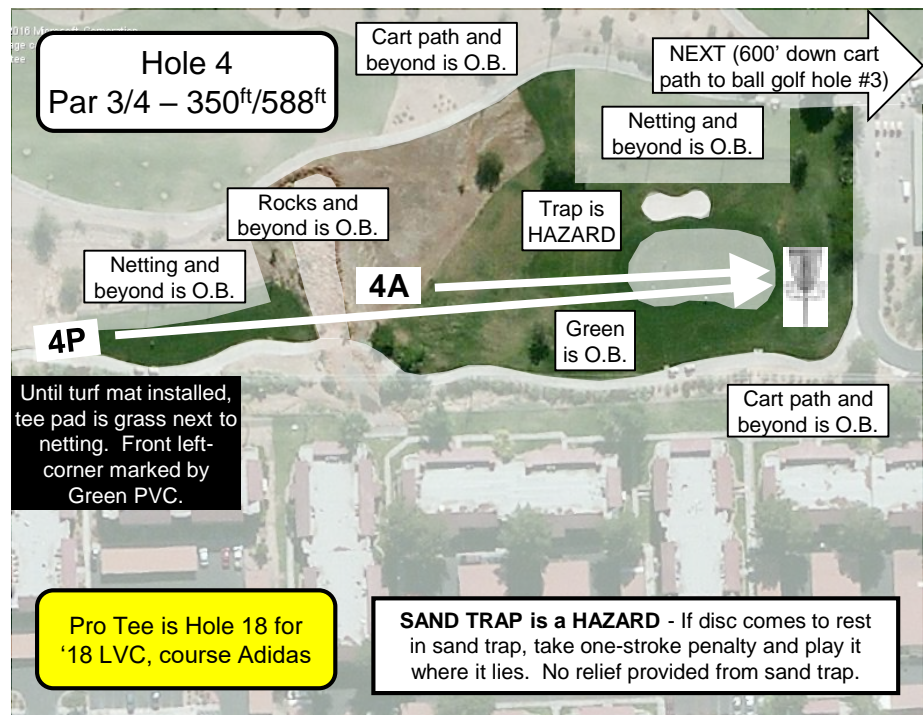 2016 Microsoft Corporation
Hole 4
Par 3/4 – 350ft/588ft
Cart path and
beyond is O.B.
NEXT (600' down cart
path to ball golf hole #3)
Netting and
beyond is O.B.
Rocks and
beyond is O.B.
Trap is
HAZARD
Netting and
beyond is O.B.
4A
4P
Green
is O.B.
Until turf mat installed,
tee pad is grass next to
netting. Front left-
corner marked by
Green PVC.
Cart path and
beyond is O.B.
Pro Tee is Hole 18 for
‘18 LVC, course Adidas
SAND TRAP is a HAZARD - If disc comes to rest
in sand trap, take one-stroke penalty and play it
where it lies. No relief provided from sand trap.